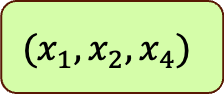 (x₁, x₂, x₄)